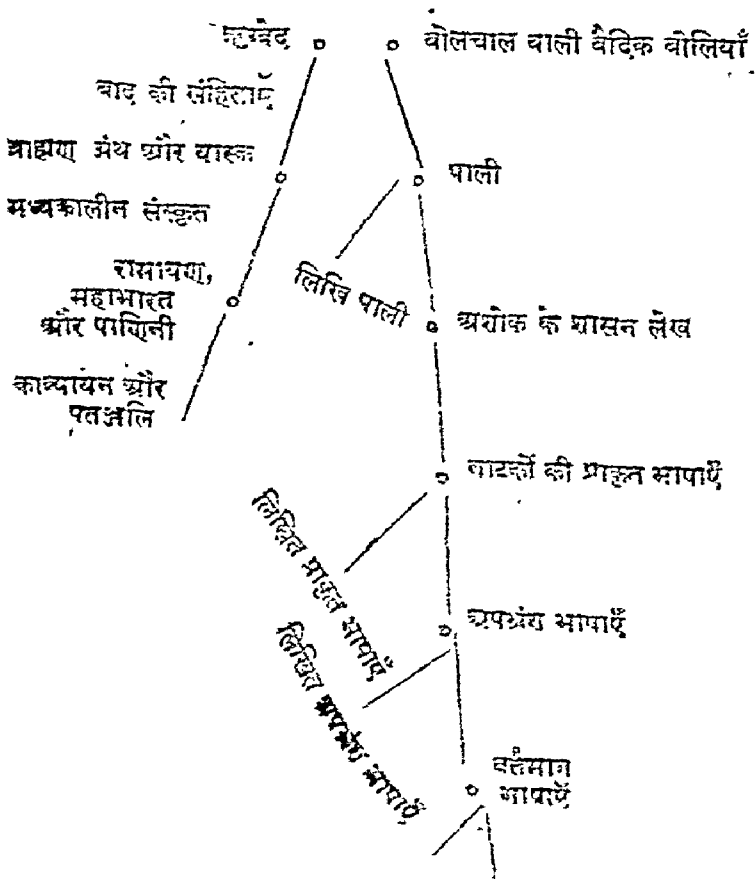 ऋग्वेद
बोलचाल वाली वैदिक बोलियाँ
बाद की संहिताएँ
ब्राह्मण ग्रंथ और यास्क
पाली
मध्यकालीन संस्कृत
रामायण,
महाभारत
और पाणिनी
लिखि पाली
अशोक के शासन लेख
कात्यायन और
पतञ्जलि
नाटकों की प्राकृत भाषाएँ
लिखित प्राकृत भाषाएँ
अपभ्रंश भाषाएँ
लिखित अपभ्रंश भाषाएँ
वर्तमान
भाषाएँ